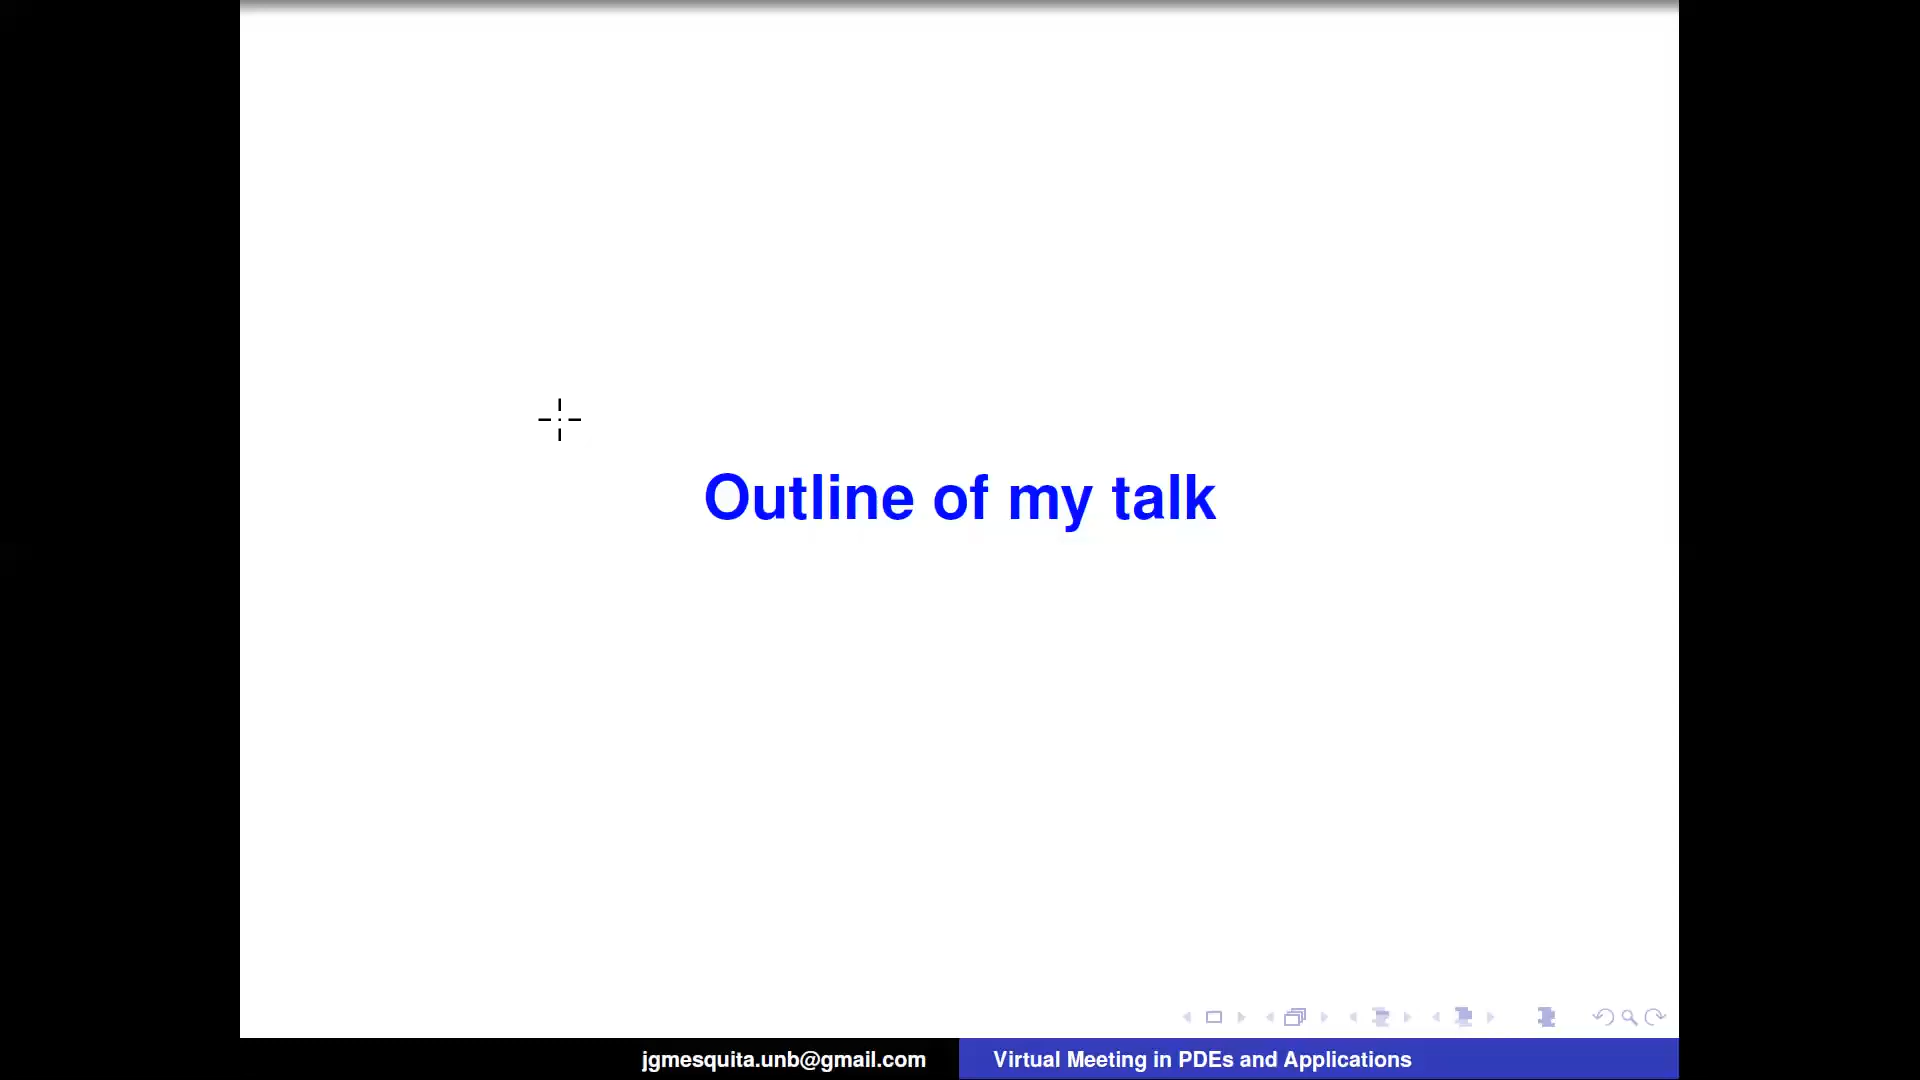 Outline of my talk
jgmesquita.unb@gmail.com Virtual Meeting in PDEs and Applications